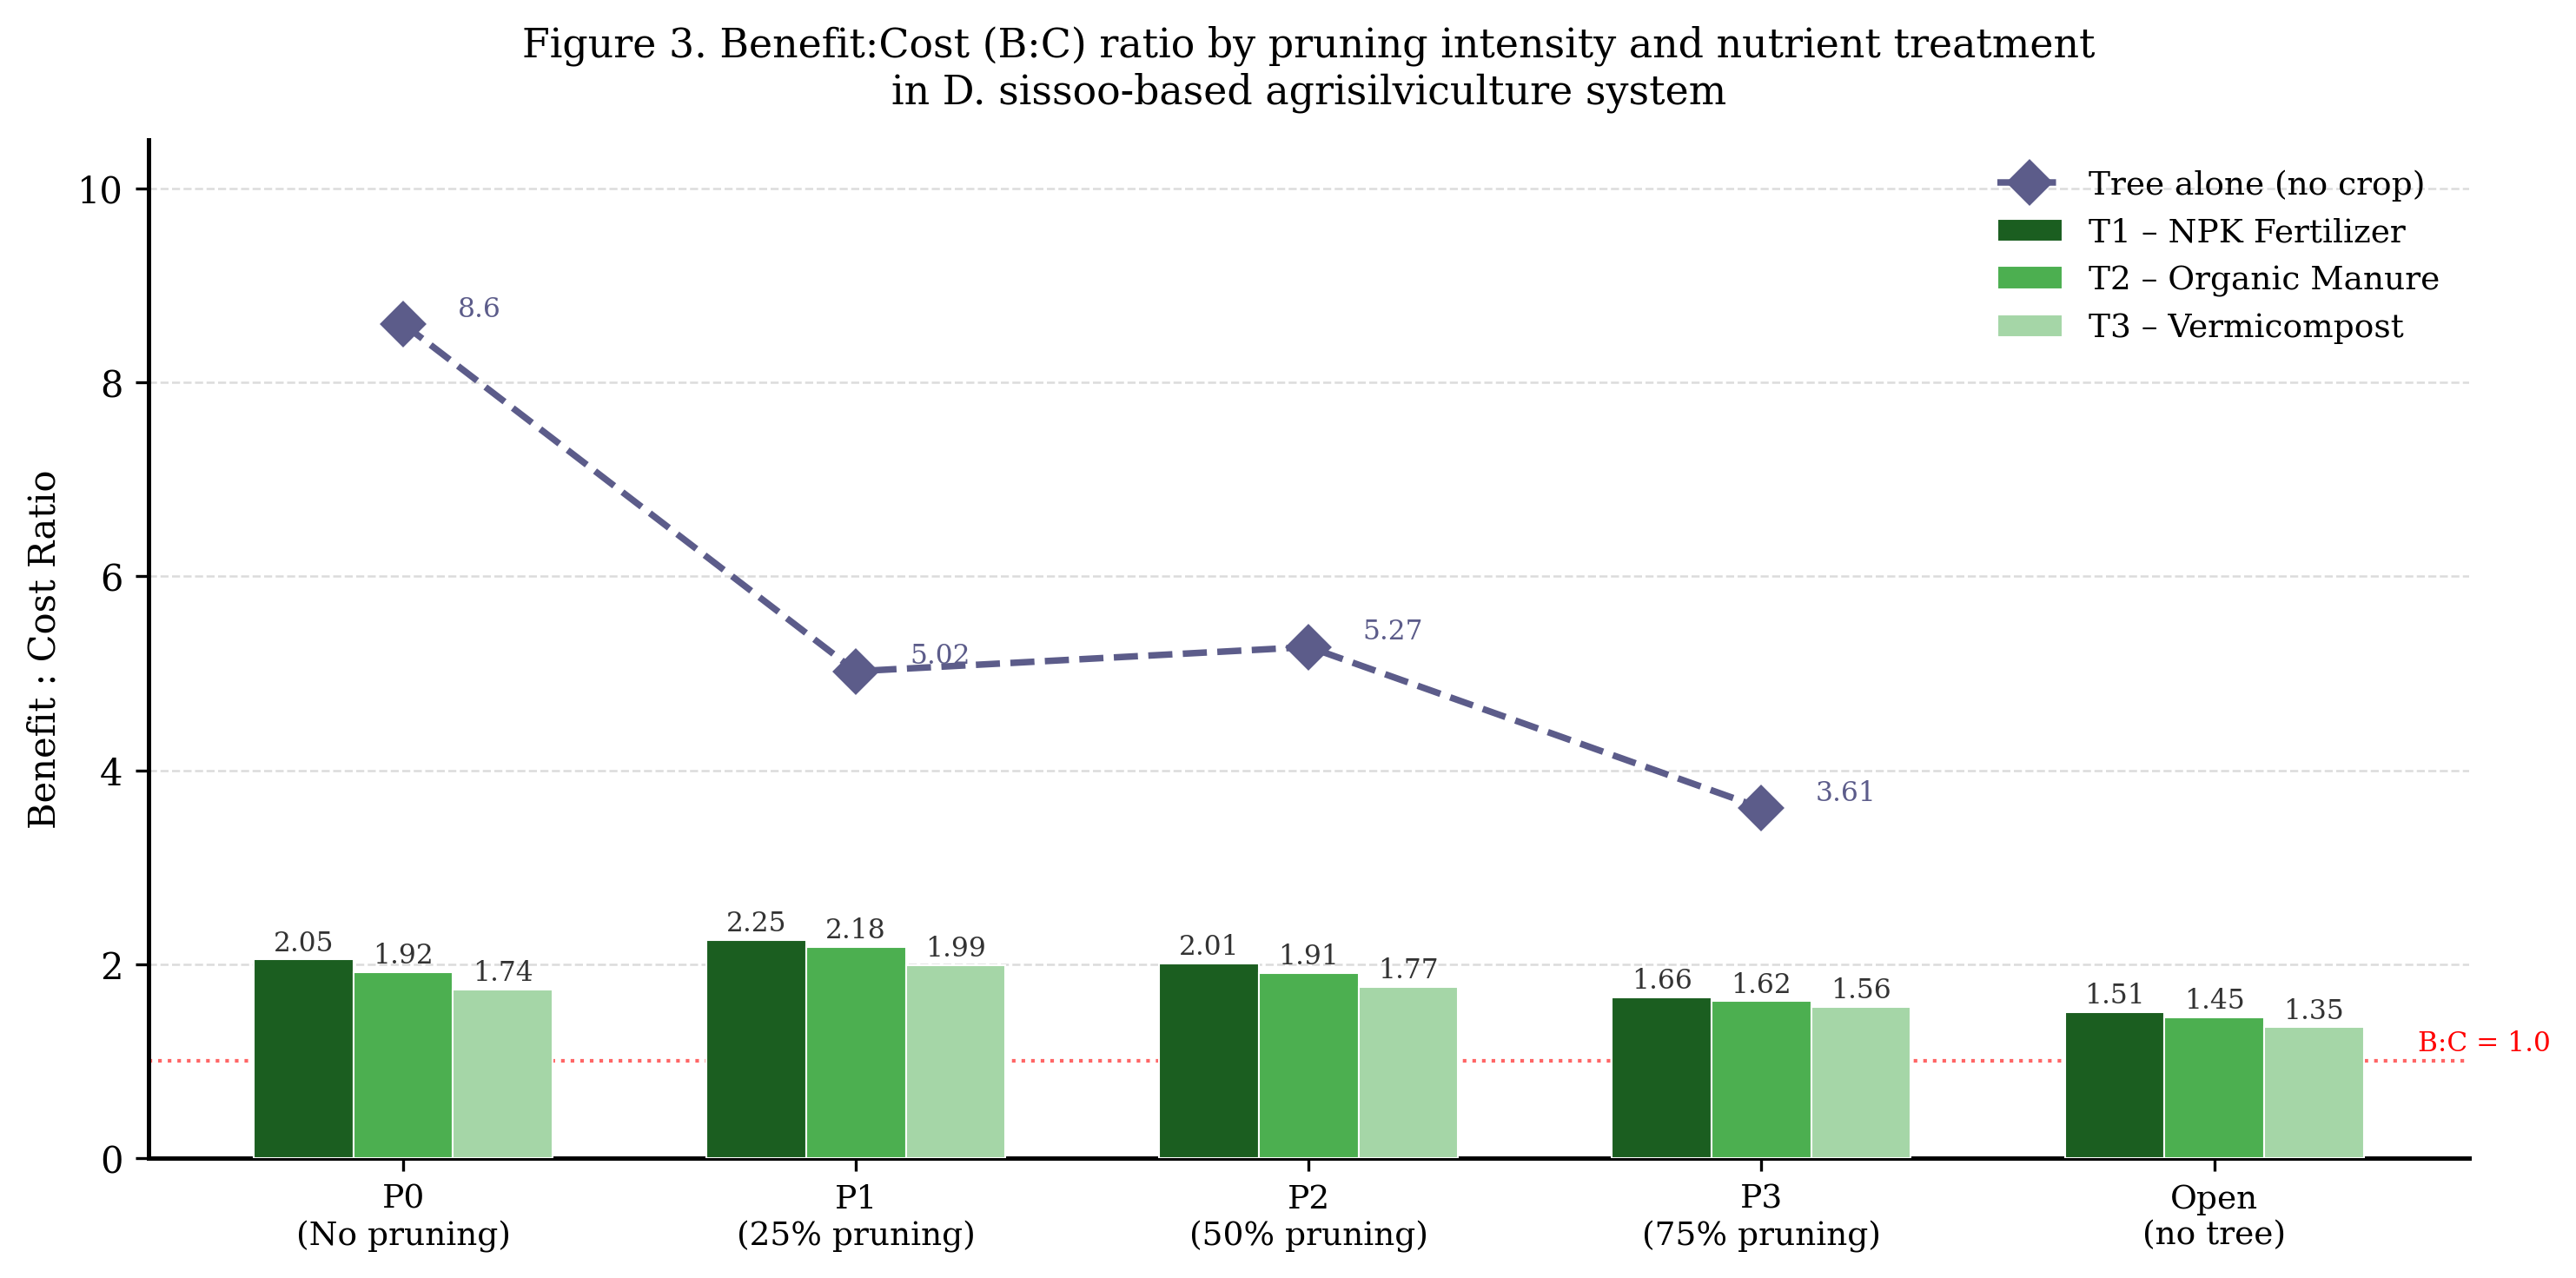 Figure 3. Benefit:Cost (B:C) ratio by pruning intensity and nutrient treatment
in D. sissoo-based agrisilviculture system
Benefit : Cost Ratio
10
8
6
4
2
0
Tree alone (no crop)
T1 – NPK Fertilizer
T2 – Organic Manure
T3 – Vermicompost
8.6
5.02
5.27
3.61
2.05
1.92
1.74
2.25
2.18
1.99
2.01
1.91
1.77
1.66
1.62
1.56
1.51
1.45
1.35
B:C = 1.0
P0
(No pruning)
P1
(25% pruning)
P2
(50% pruning)
P3
(75% pruning)
Open
(no tree)